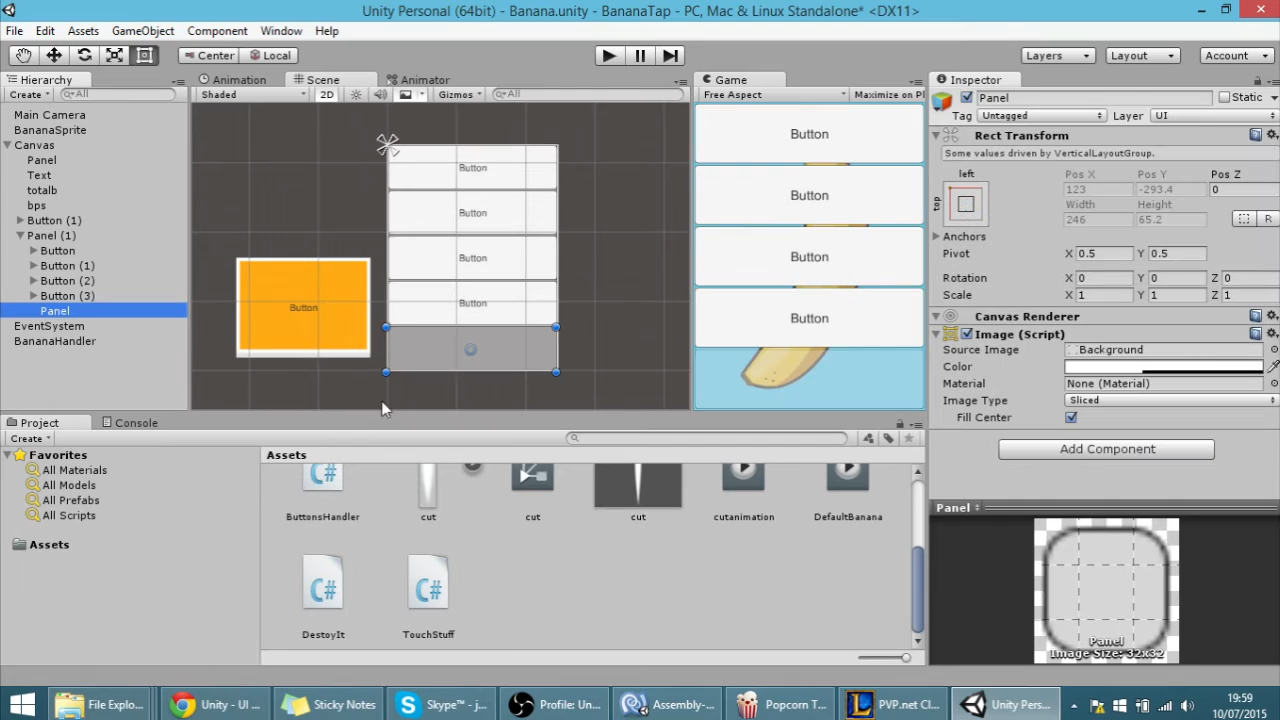 Unity Personal (64bit) - Banana.unity - BananaTap - PC, Mac & Linux Standalone* <DX11>
File Edit Assets GameObject Component Window Help
Center Local Layers Layout Account
Hierarchy Animation Scene Animator Game Inspector
Create All Shaded 2D Gizmos All Free Aspect Maximize on Pl
Panel Static
Tag Untagged Layer UI
Main Camera
BananaSprite
Canvas
Panel
Text
totalb
bps
Button (1)
Panel (1)
Button
Button (1)
Button (2)
Button (3)
Panel
EventSystem
BananaHandler
Button
Button
Button
Button
Button
Button
Button
Button
Button
Rect Transform
Some values driven by VerticalLayoutGroup.
left Pos X Pos Y Pos Z
top 123 -293.4 0
Width Height
246 65.2 R
Anchors
Pivot X 0.5 Y 0.5
Rotation X 0 Y 0 Z 0
Scale X 1 Y 1 Z 1
Canvas Renderer
Image (Script)
Source Image Background
Color
Material None (Material)
Image Type Sliced
Fill Center
Add Component
Project Console
Create
Favorites
All Materials
All Models
All Prefabs
All Scripts
Assets
Assets
C#
ButtonsHandler cut cut cut cutanimation DefaultBanana
C# C#
DestoyIt TouchStuff
Panel
Panel
Image Size: 32x32
File Explo... Unity - UI ... Sticky Notes Skype™ - j... Profile: Un... Assembly-... Popcorn T... PVP.net Cl... Unity Pers...
19:59
10/07/2015